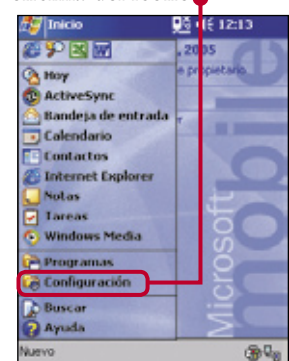 Inicio
12:13
, 2005
Hoy
e propietario
ActiveSync
Bandeja de entrada
r
Calendario
Contactos
Internet Explorer
Notas
Tareas
Windows Media
Programas
Configuración
Buscar
Ayuda
Microsoft
mobile
Nuevo